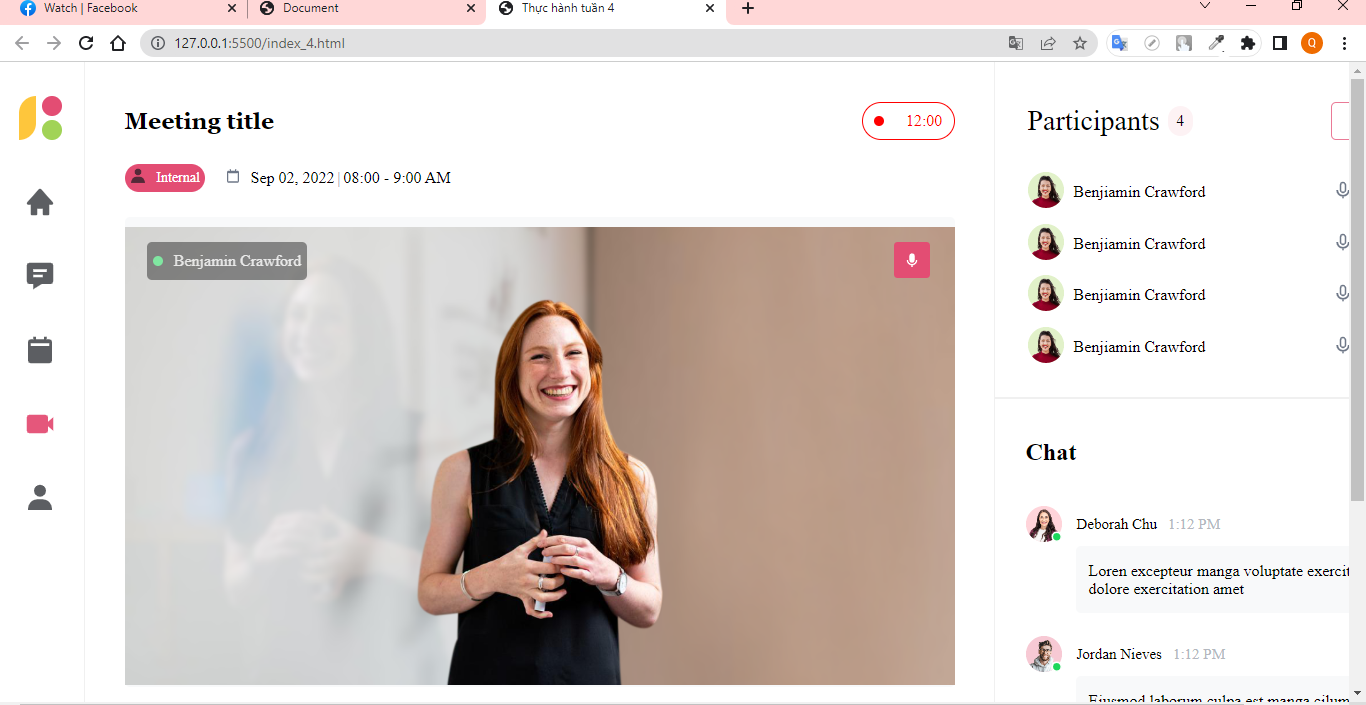 Watch | Facebook
Document
Thực hành tuần 4
127.0.0.1:5500/index_4.html
Q
Meeting title
12:00
Internal
Sep 02, 2022 | 08:00 - 9:00 AM
Benjamin Crawford
Participants 4
Benjiamin Crawford
Benjiamin Crawford
Benjiamin Crawford
Benjiamin Crawford
Chat
Deborah Chu 1:12 PM
Loren excepteur manga voluptate exercit
dolore exercitation amet
Jordan Nieves 1:12 PM
Eiusmod laborum culpa est manga cilum